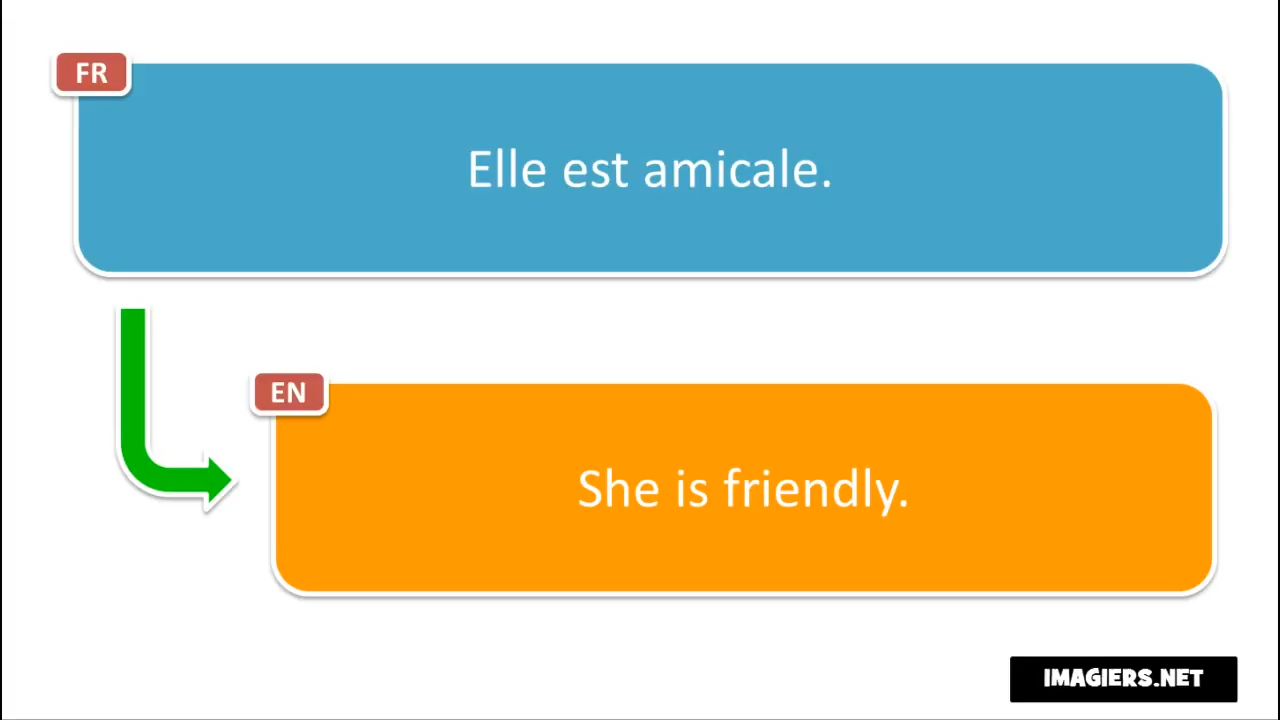 FR
Elle est amicale.
EN
She is friendly.
IMAGIERS.NET